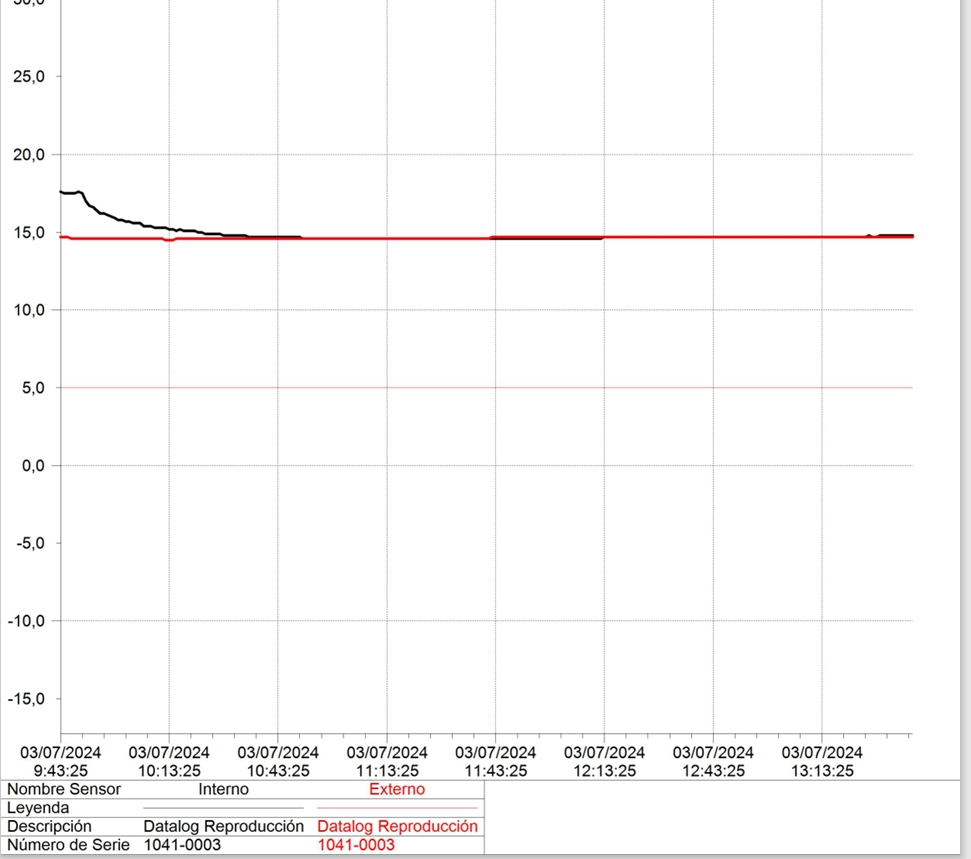 30,0
25,0
20,0
15,0
10,0
5,0
0,0
-5,0
-10,0
-15,0
03/07/2024 03/07/2024 03/07/2024 03/07/2024 03/07/2024 03/07/2024 03/07/2024 03/07/2024
9:43:25 10:13:25 10:43:25 11:13:25 11:43:25 12:13:25 12:43:25 13:13:25
Nombre Sensor Interno Externo
Leyenda
Descripción Datalog Reproducción Datalog Reproducción
Número de Serie 1041-0003 1041-0003